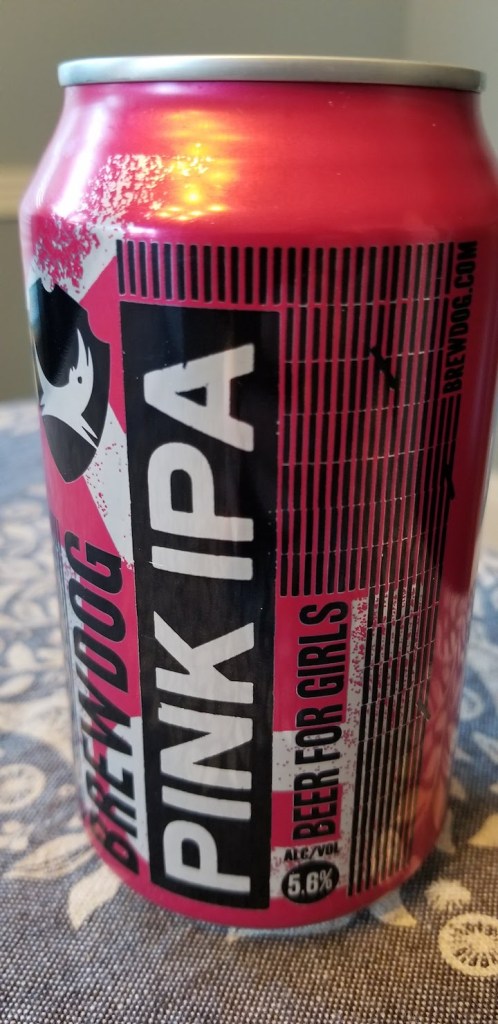 BREWDOG
PINK IPA
BEER FOR GIRLS
ALC/VOL
5.6%
BREWDOG.COM